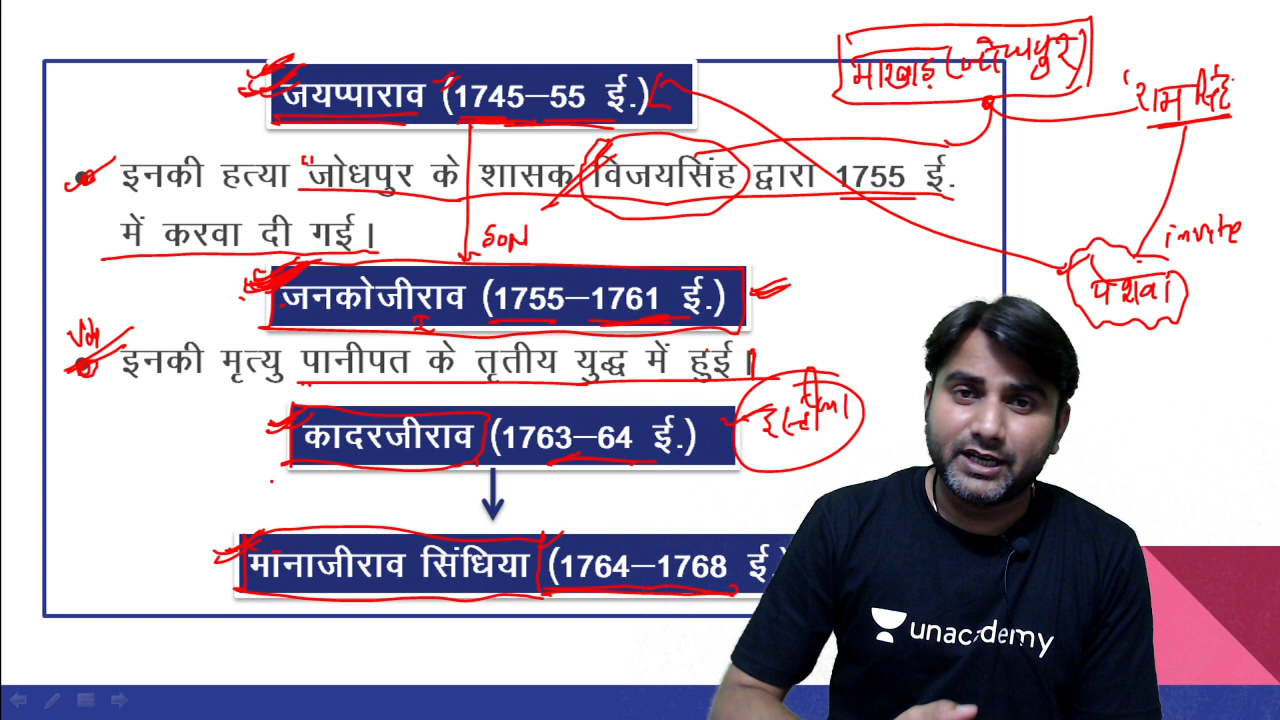 मारवाड़ (जोधपुर)
'राम सिंह'
जयप्पाराव (1745–55 ई.)
इनकी हत्या जोधपुर के शासक विजयसिंह द्वारा 1755 ई.
में करवा दी गई।
SON
invite
पेशवा
जनकोजीराव (1755–1761 ई.)
इनकी मृत्यु पानीपत के तृतीय युद्ध में हुई।
कादरजीराव (1763–64 ई.)
इस्तीफा
मानाजीराव सिंधिया (1764–1768 ई.
unacademy